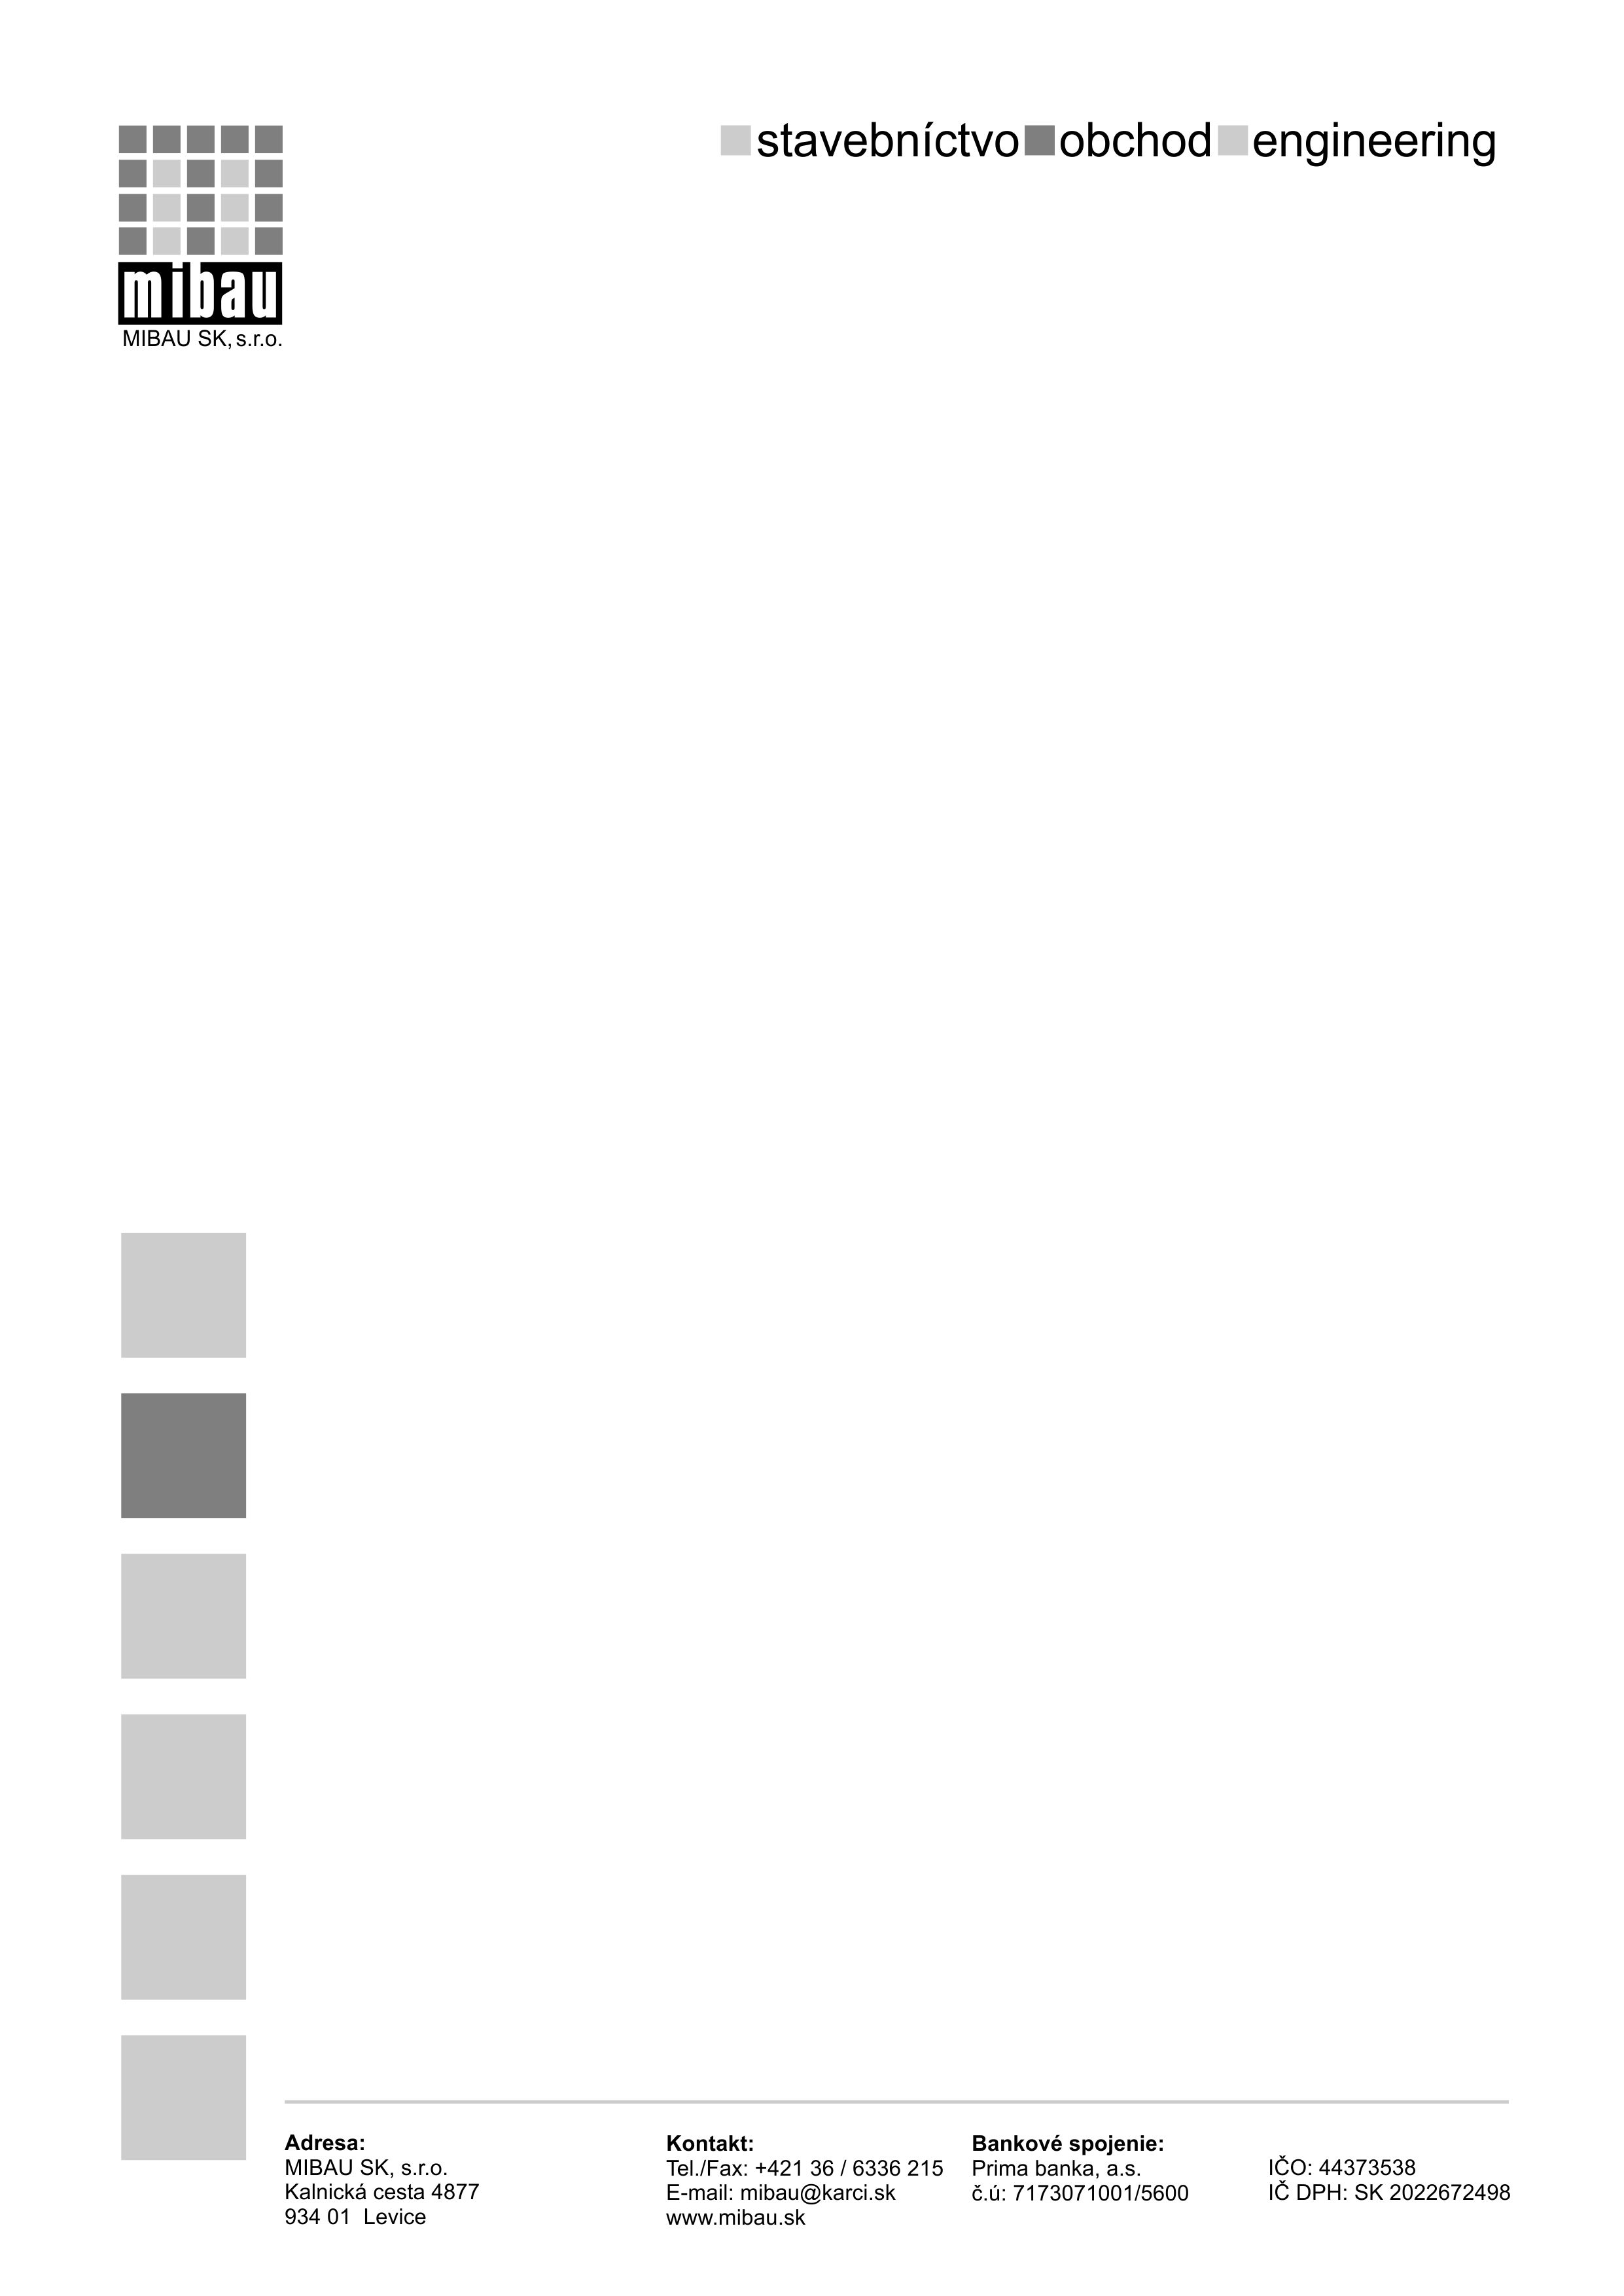 stavebníctvo obchod engineering
mibau
MIBAU SK, s.r.o.
Adresa:
MIBAU SK, s.r.o.
Kalnická cesta 4877
934 01 Levice
Kontakt:
Tel./Fax: +421 36 / 6336 215
E-mail: mibau@karci.sk
www.mibau.sk
Bankové spojenie:
Prima banka, a.s.
č.ú: 7173071001/5600
IČO: 44373538
IČ DPH: SK 2022672498